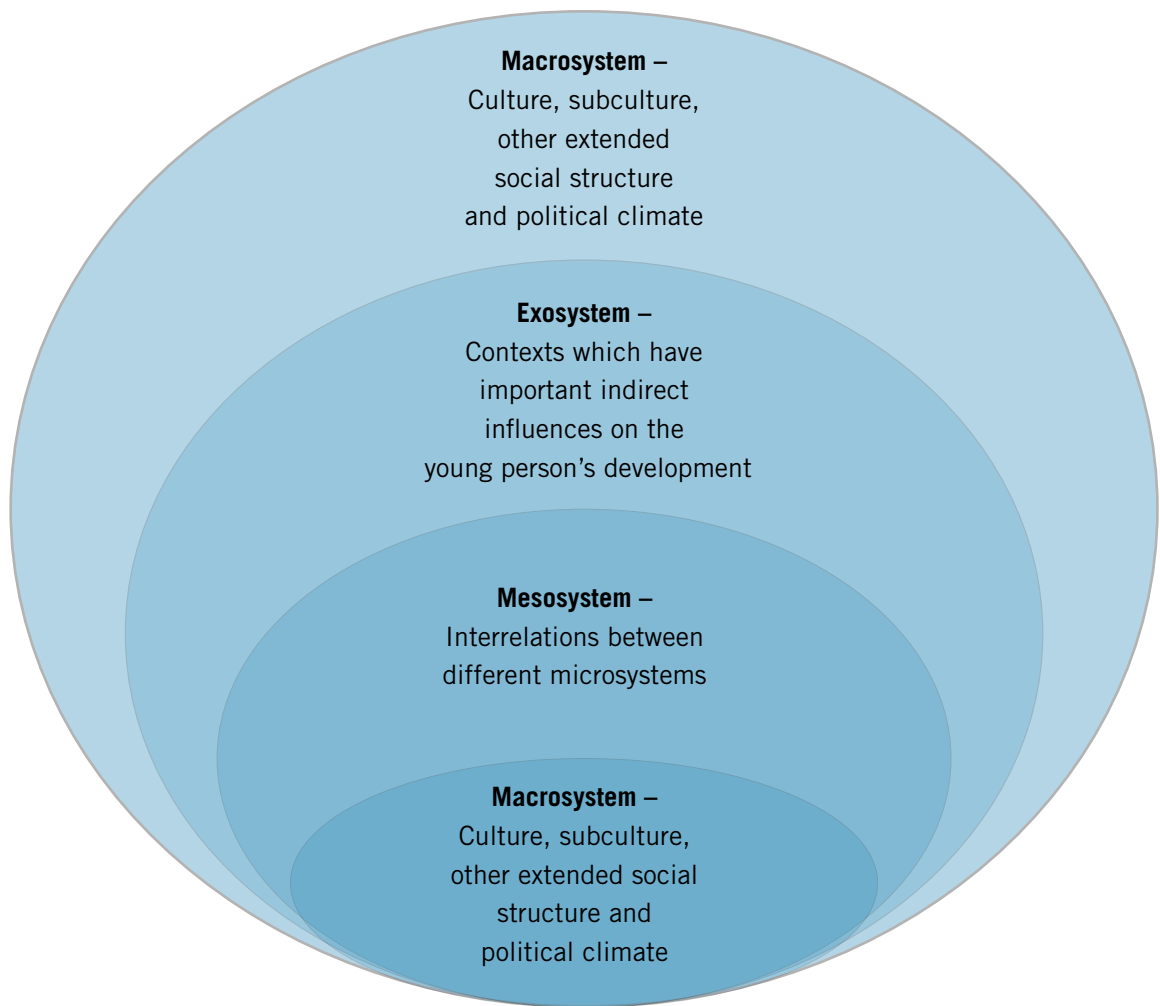 Macrosystem –
Culture, subculture,
other extended
social structure
and political climate
Exosystem –
Contexts which have
important indirect
influences on the
young person’s development
Mesosystem –
Interrelations between
different microsystems
Macrosystem –
Culture, subculture,
other extended social
structure and
political climate